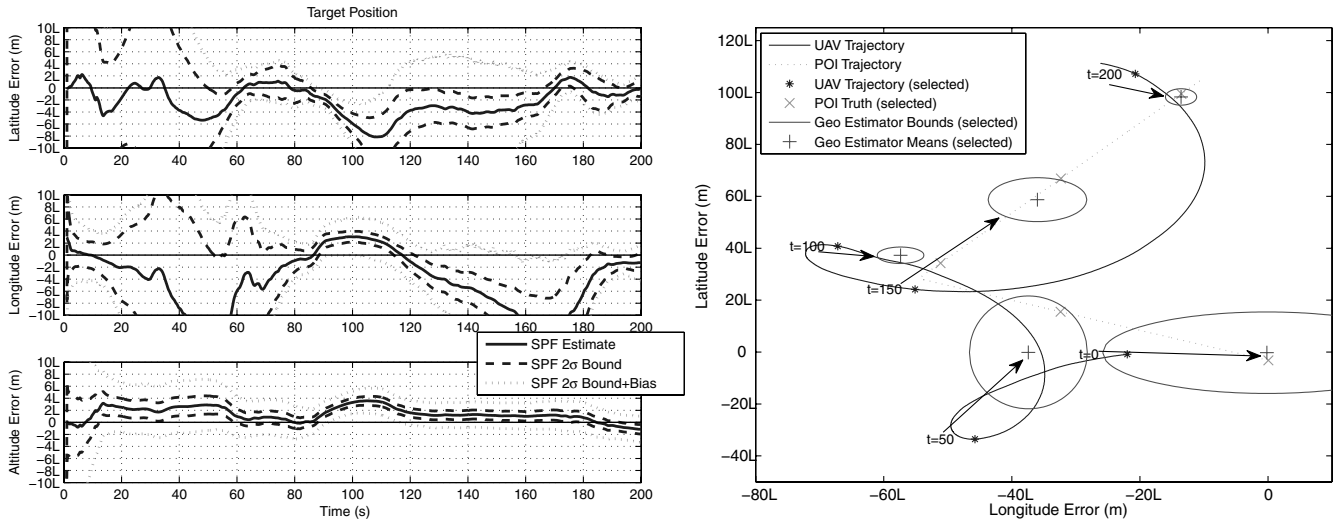 Target Position
Latitude Error (m)
10L
8L
6L
4L
2L
0
−2L
−4L
−6L
−8L
−10L
0 20 40 60 80 100 120 140 160 180 200
Longitude Error (m)
10L
8L
6L
4L
2L
0
−2L
−4L
−6L
−8L
−10L
0 20 40 60 80 100 120 140 160 180 200
SPF Estimate
SPF 2σ Bound
SPF 2σ Bound+Bias
Altitude Error (m)
10L
8L
6L
4L
2L
0
−2L
−4L
−6L
−8L
−10L
0 20 40 60 80 100 120 140 160 180 200
Time (s)
Latitude Error (m)
120L
100L
80L
60L
40L
20L
0
−20L
−40L
UAV Trajectory
POI Trajectory
UAV Trajectory (selected)
POI Truth (selected)
Geo Estimator Bounds (selected)
Geo Estimator Means (selected)
t=200
t=100
t=150
t=0
t=50
−80L −60L −40L −20L 0
Longitude Error (m)